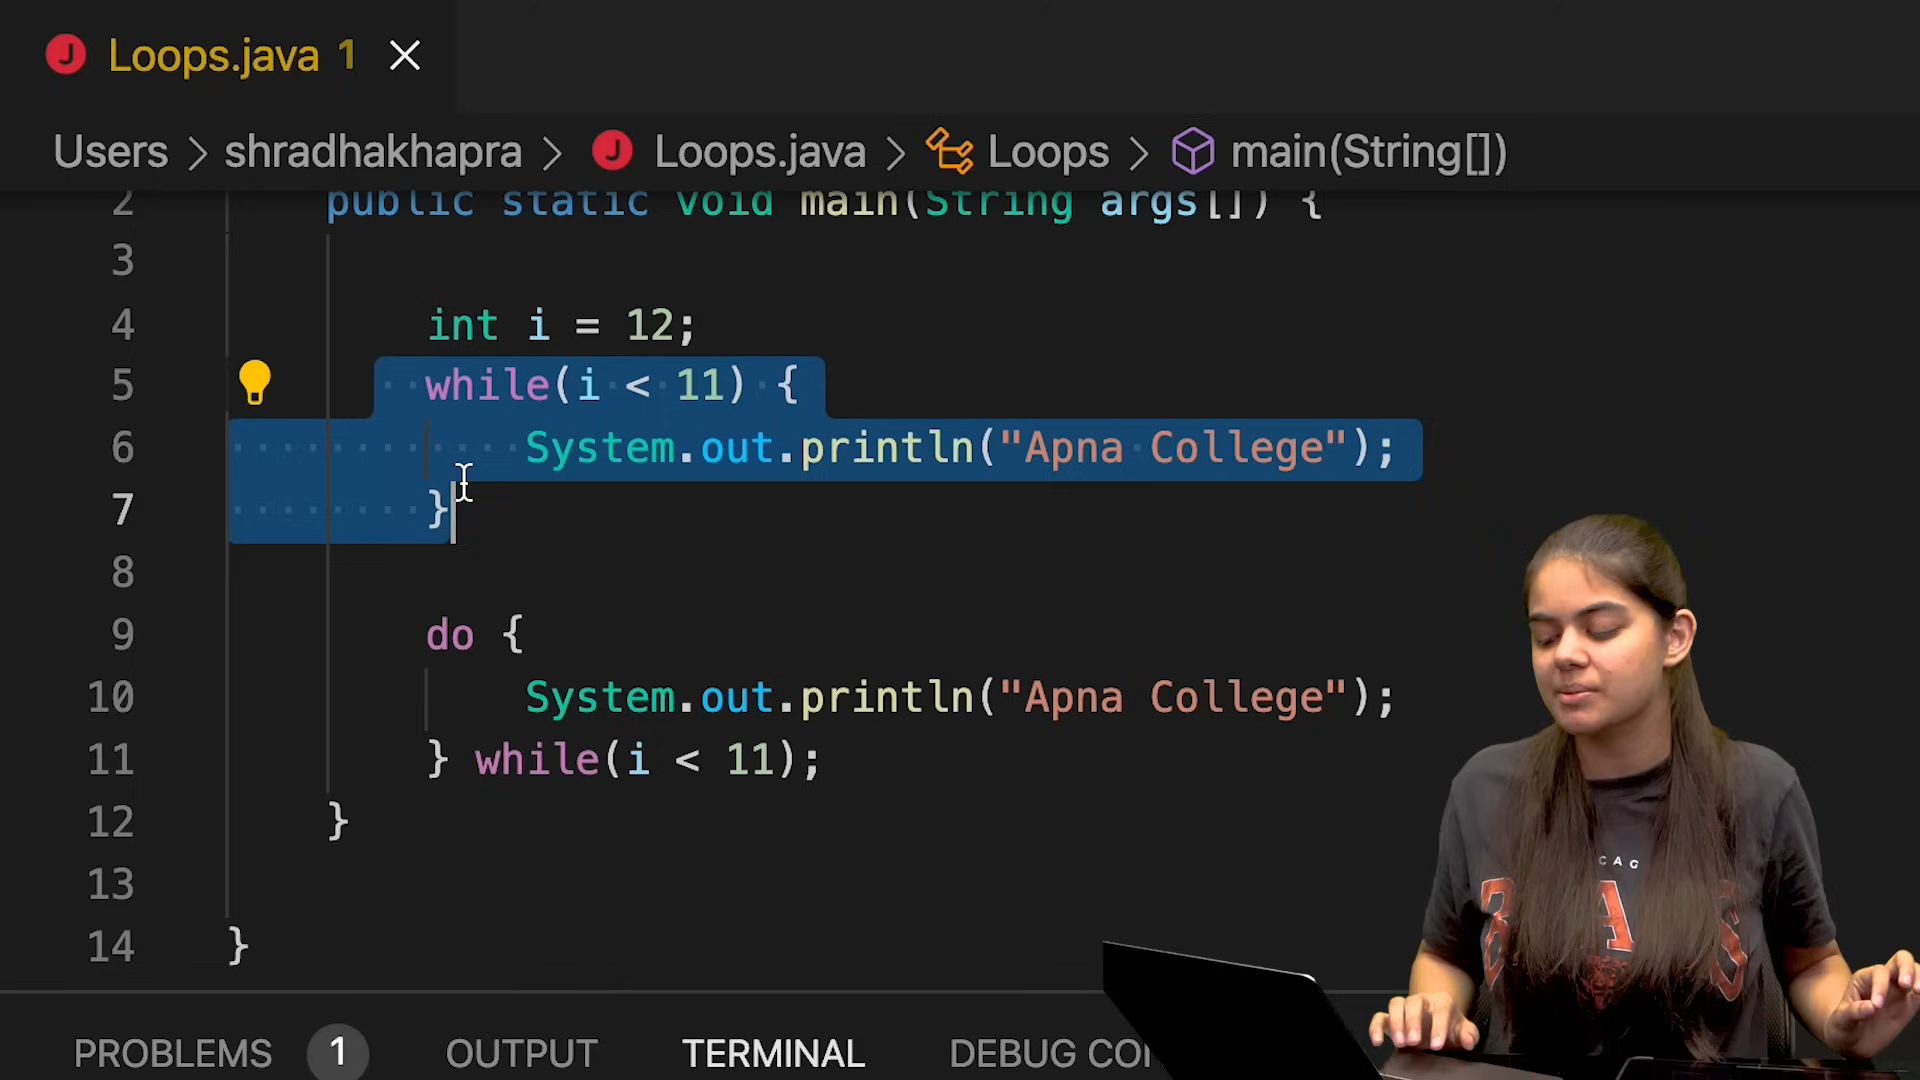 Loops.java 1
Users > shradhakhapra > Loops.java > Loops > main(String[])
2 public static void main(String args[]) {
3
4 int i = 12;
5 while(i < 11) {
6 System.out.println("Apna College");
7 }
8
9 do {
10 System.out.println("Apna College");
11 } while(i < 11);
12 }
13
14 }
PROBLEMS 1 OUTPUT TERMINAL DEBUG
CAG